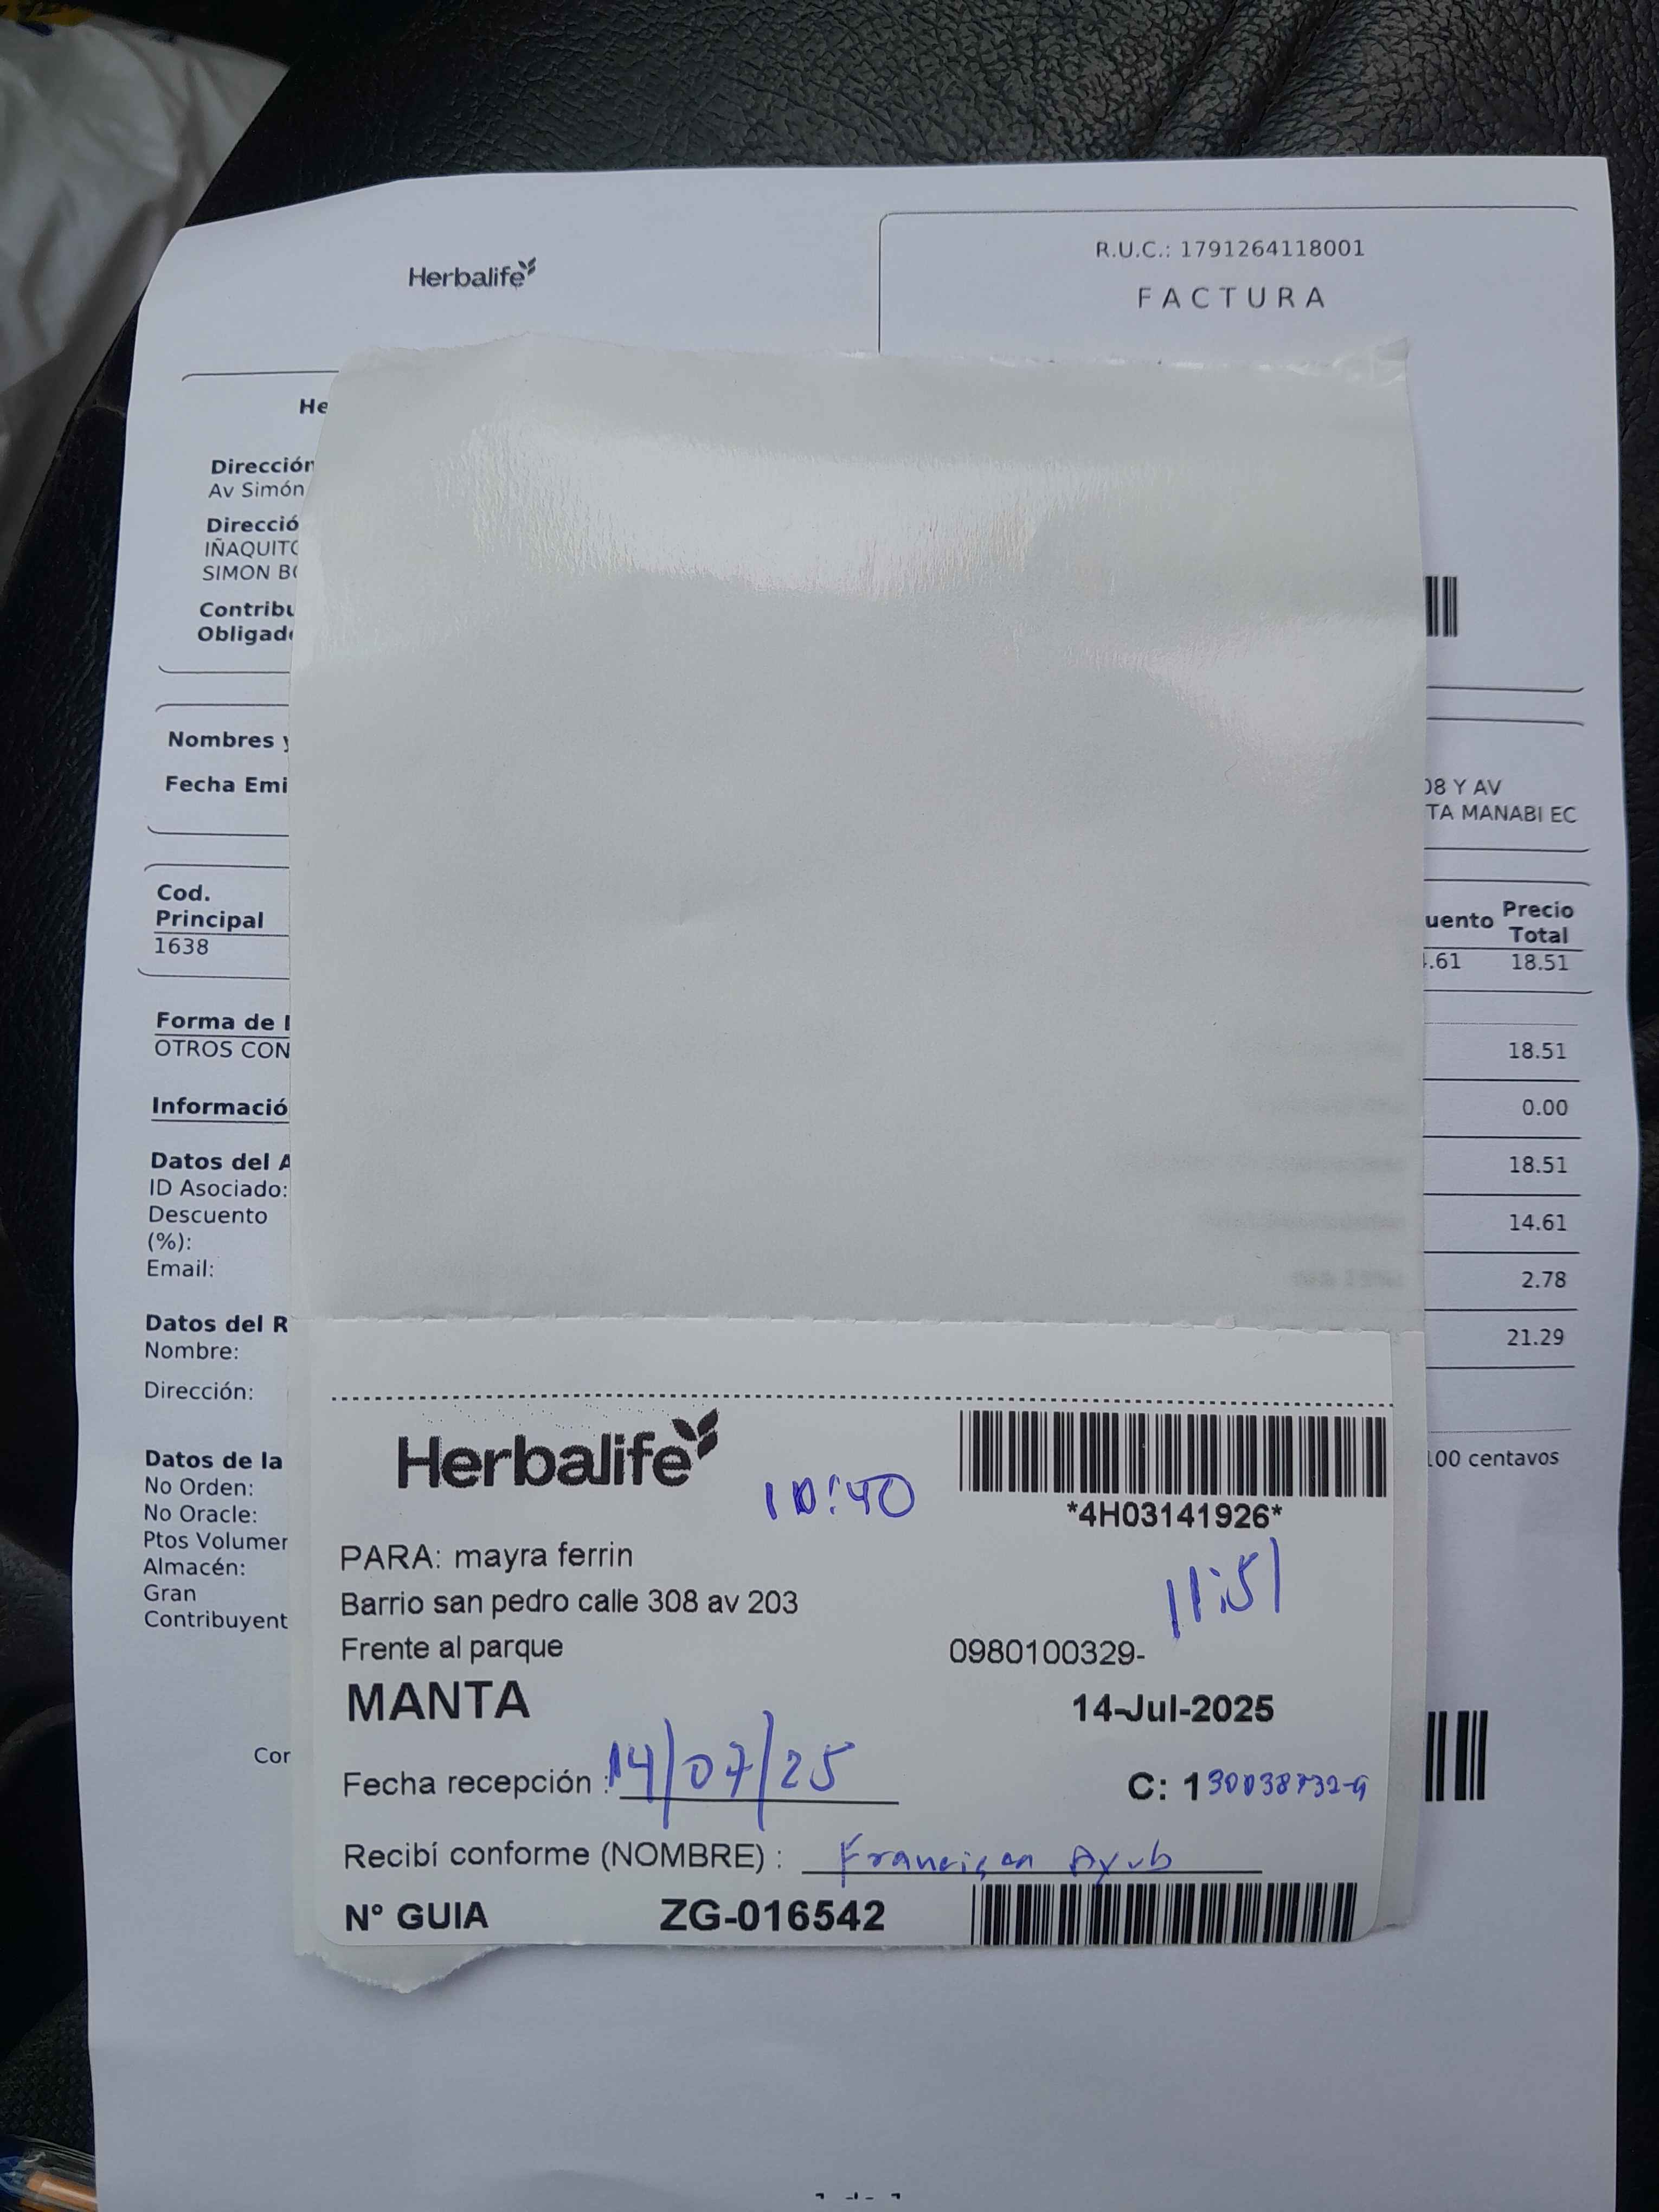 Herbalife
R.U.C.: 1791264118001
FACTURA
He
Dirección
Av Simón
Direcció
IÑAQUITO
SIMON BO
Contribu
Obligado
Nombres y
Fecha Emi
08 Y AV
TA MANABI EC
Cod.
Principal
1638
uento Precio Total
.61 18.51
Forma de
OTROS CON
18.51
Informació
0.00
Datos del A
18.51
ID Asociado:
Descuento
(%):
14.61
Email:
2.78
Datos del R
Nombre:
21.29
Dirección:
Datos de la
100 centavos
No Orden:
No Oracle:
Ptos Volumen
Almacén:
Gran
Contribuyent
Cor
Herbalife
10:40
*4H03141926*
PARA: mayra ferrin
11:51
Barrio san pedro calle 308 av 203
Frente al parque 0980100329-
MANTA 14-Jul-2025
Fecha recepción : 14/07/25 C: 130038732-9
Recibí conforme (NOMBRE) : Ayub
N° GUIA ZG-016542